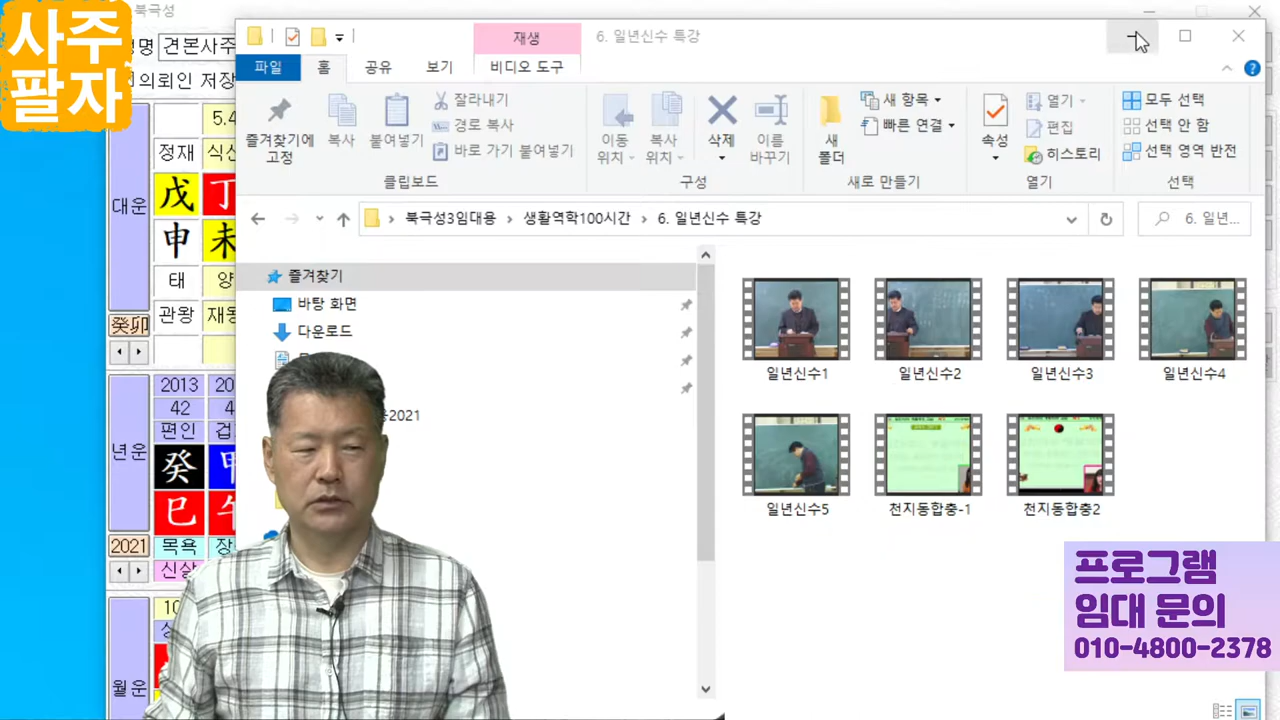 북극성
사주
팔자
성명 견본사주
의뢰인 저장
재생
6. 일년신수 특강
파일
홈
공유
보기
비디오 도구
즐겨찾기에
고정
복사
붙여넣기
잘라내기
경로 복사
바로 가기 붙여넣기
클립보드
이동
위치
복사
위치
삭제
이름
바꾸기
구성
새
폴더
새 항목
빠른 연결
새로 만들기
속성
열기
편집
히스토리
열기
모두 선택
선택 안 함
선택 영역 반전
선택
북극성3임대용 > 생활역학100시간 > 6. 일년신수 특강
6. 일년...
즐겨찾기
바탕 화면
다운로드
2021
일년신수1
일년신수2
일년신수3
일년신수4
일년신수5
천지동합충-1
천지동합충2
5.4
정재 식신
대운
戊 丁
申 未
태 양
관왕
癸卯
2013 20
42 4
편인
년운
癸 甲
巳 午
2021 목욕
신살
10
월운
프로그램
임대 문의
010-4800-2378